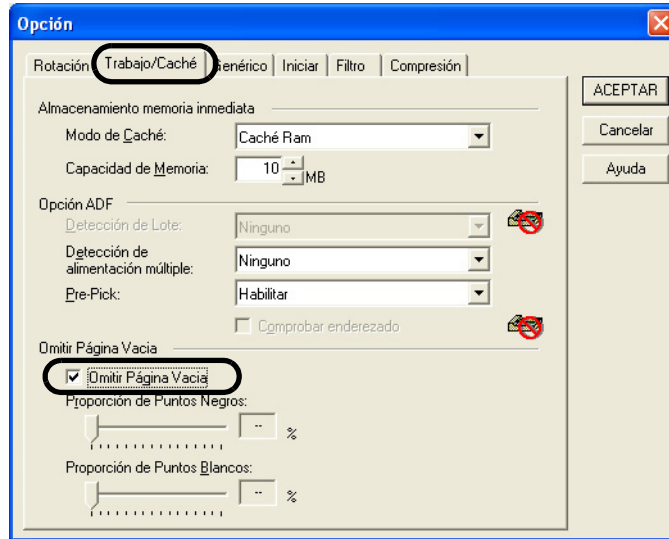 Opción
Rotación Trabajo/Caché Genérico Iniciar Filtro Compresión
ACEPTAR
Cancelar
Ayuda
Almacenamiento memoria inmediata
Modo de Caché: Caché Ram
Capacidad de Memoria: 10 MB
Opción ADF
Detección de Lote: Ninguno
Detección de
alimentación múltiple: Ninguno
Pre-Pick: Habilitar
Comprobar enderezado
Omitir Página Vacia
Omitir Página Vacia
Proporción de Puntos Negros:
-- %
Proporción de Puntos Blancos:
-- %